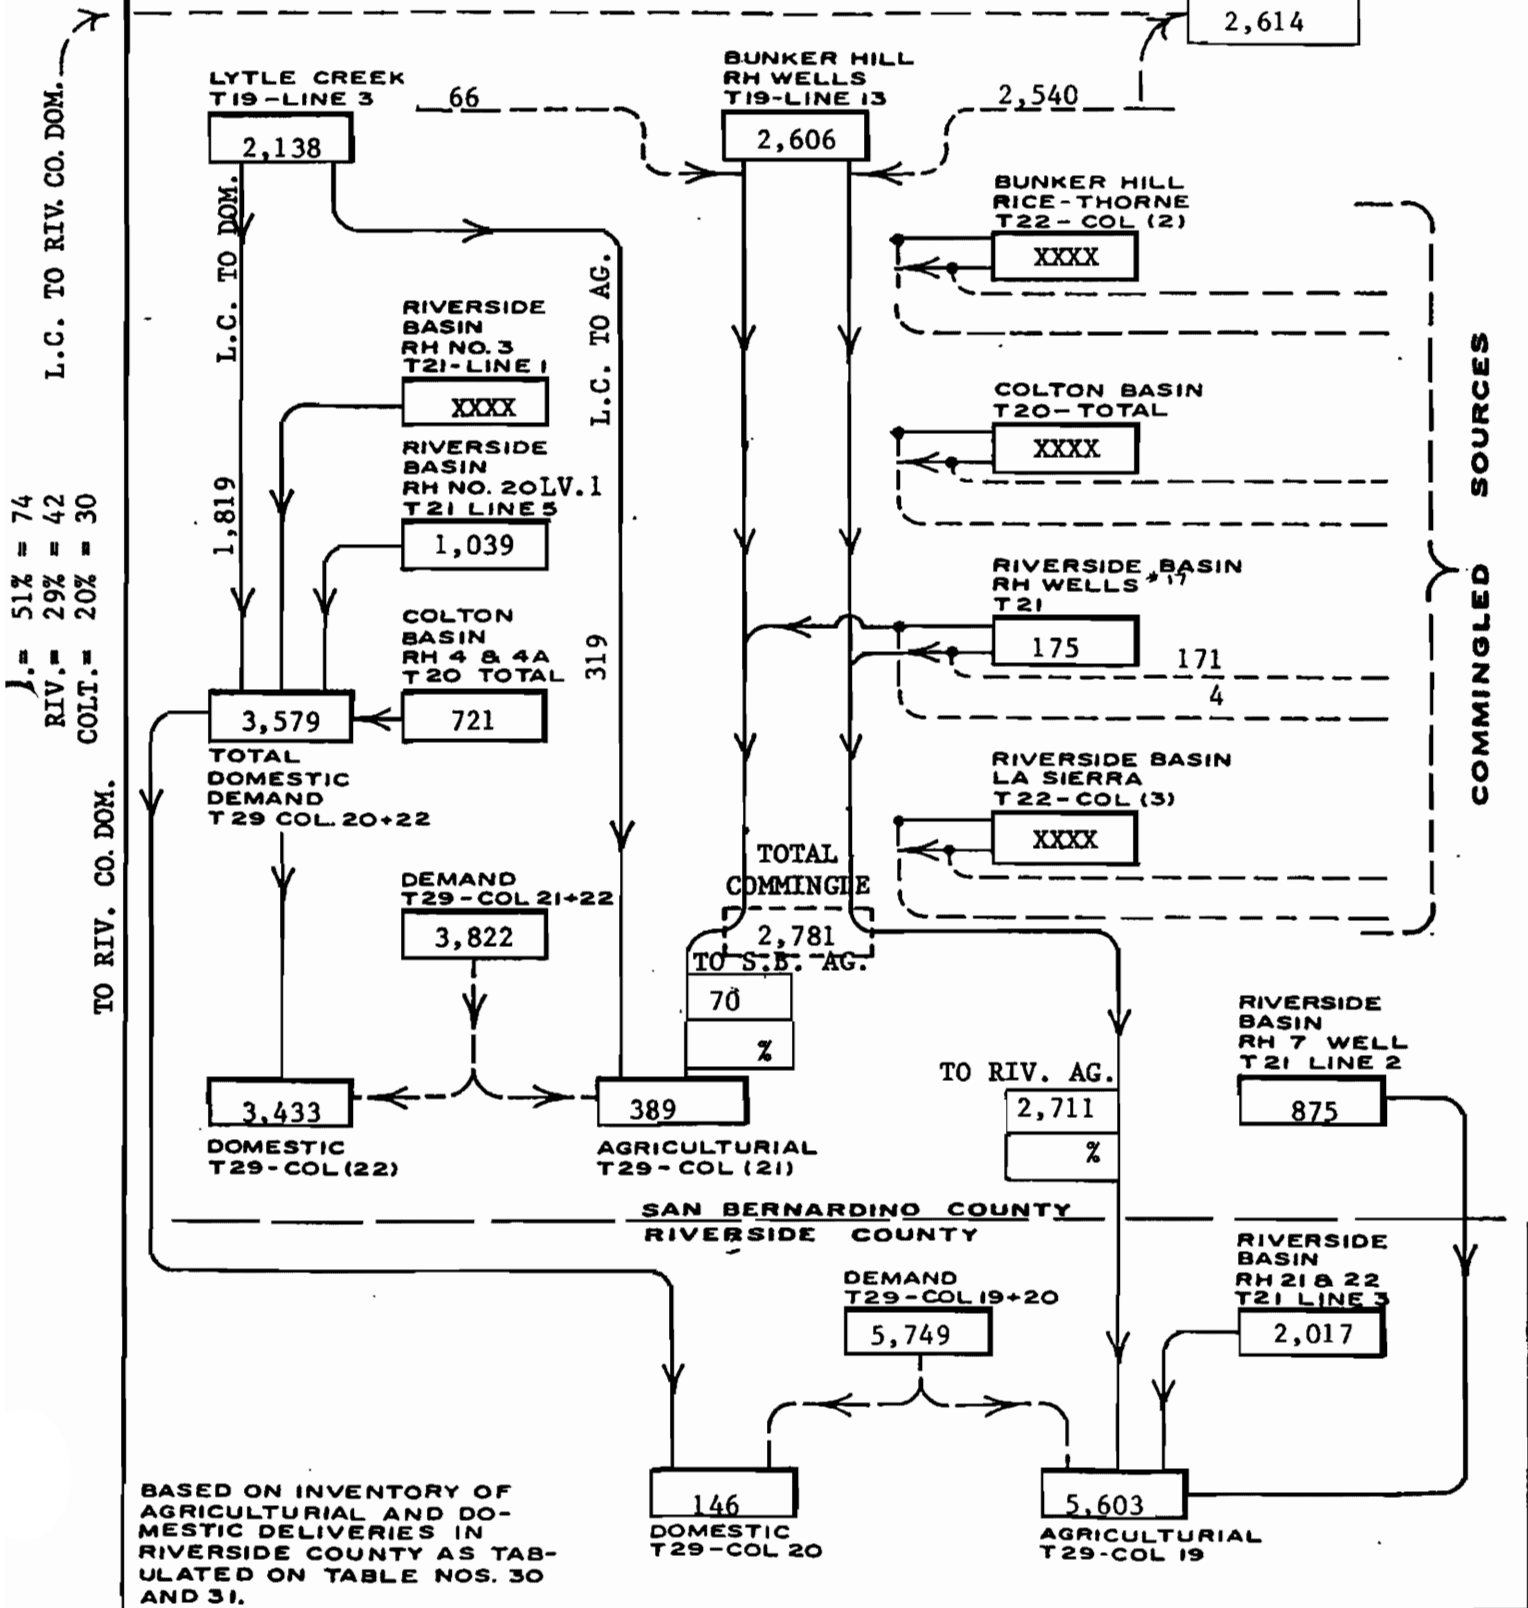 2,614
L.C. TO RIV. CO. DOM.
LYTLE CREEK
T19-LINE 3
2,138
66
BUNKER HILL
RH WELLS
T19-LINE 13
2,606
2,540
BUNKER HILL
RICE-THORNE
T22-COL (2)
XXXX
L.C. TO DOM.
1,819
L.C. TO AG.
319
RIVERSIDE
BASIN
RH NO. 3
T21-LINE 1
XXXX
RIVERSIDE
BASIN
RH NO. 20LV.1
T21 LINE 5
1,039
COLTON BASIN
T20-TOTAL
XXXX
COMMINGLED SOURCES
51% = 74
RIV.= 29% = 42
COLT.= 20% = 30
COLTON
BASIN
RH 4 & 4A
T20 TOTAL
721
RIVERSIDE BASIN
RH WELLS #17
T21
175
171
4
3,579
TOTAL
DOMESTIC
DEMAND
T29 COL. 20+22
TO RIV. CO. DOM.
RIVERSIDE BASIN
LA SIERRA
T22-COL (3)
XXXX
TOTAL
COMMINGLE
2,781
TO S.B. AG.
70
%
DEMAND
T29-COL 21+22
3,822
3,433
DOMESTIC
T29-COL (22)
389
AGRICULTURIAL
T29-COL (21)
TO RIV. AG.
2,711
%
RIVERSIDE
BASIN
RH 7 WELL
T21 LINE 2
875
SAN BERNARDINO COUNTY
RIVERSIDE COUNTY
RIVERSIDE
BASIN
RH 21 & 22
T21 LINE 3
2,017
DEMAND
T29-COL 19+20
5,749
146
DOMESTIC
T29-COL 20
5,603
AGRICULTURIAL
T29-COL 19
BASED ON INVENTORY OF
AGRICULTURIAL AND DO-
MESTIC DELIVERIES IN
RIVERSIDE COUNTY AS TAB-
ULATED ON TABLE NOS. 30
AND 31.